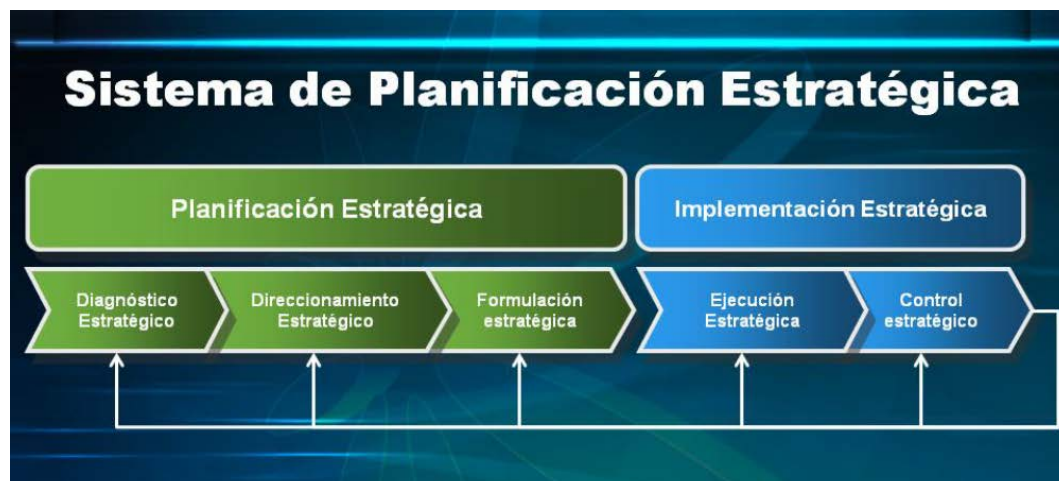 Sistema de Planificación Estratégica
Planificación Estratégica
Implementación Estratégica
Diagnóstico
Estratégico
Direccionamiento
Estratégico
Formulación
estratégica
Ejecución
Estratégica
Control
estratégico